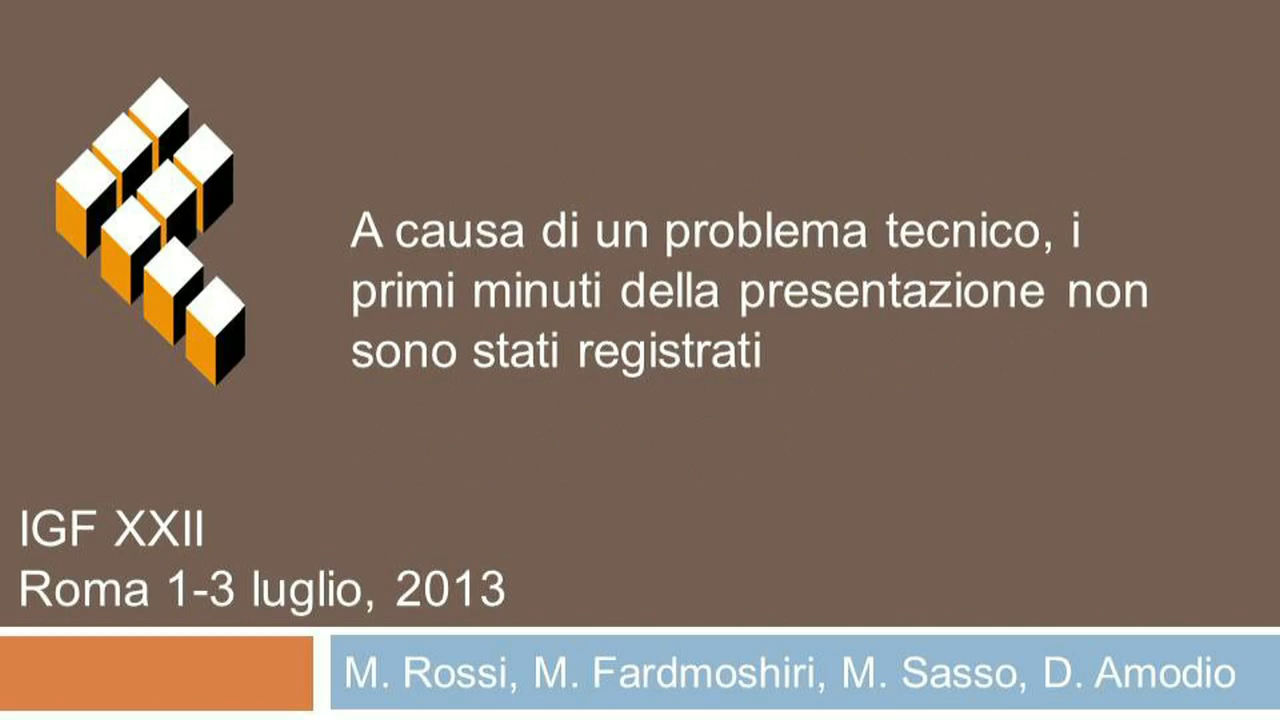 A causa di un problema tecnico, i
primi minuti della presentazione non
sono stati registrati
IGF XXII
Roma 1-3 luglio, 2013
M. Rossi, M. Fardmoshiri, M. Sasso, D. Amodio